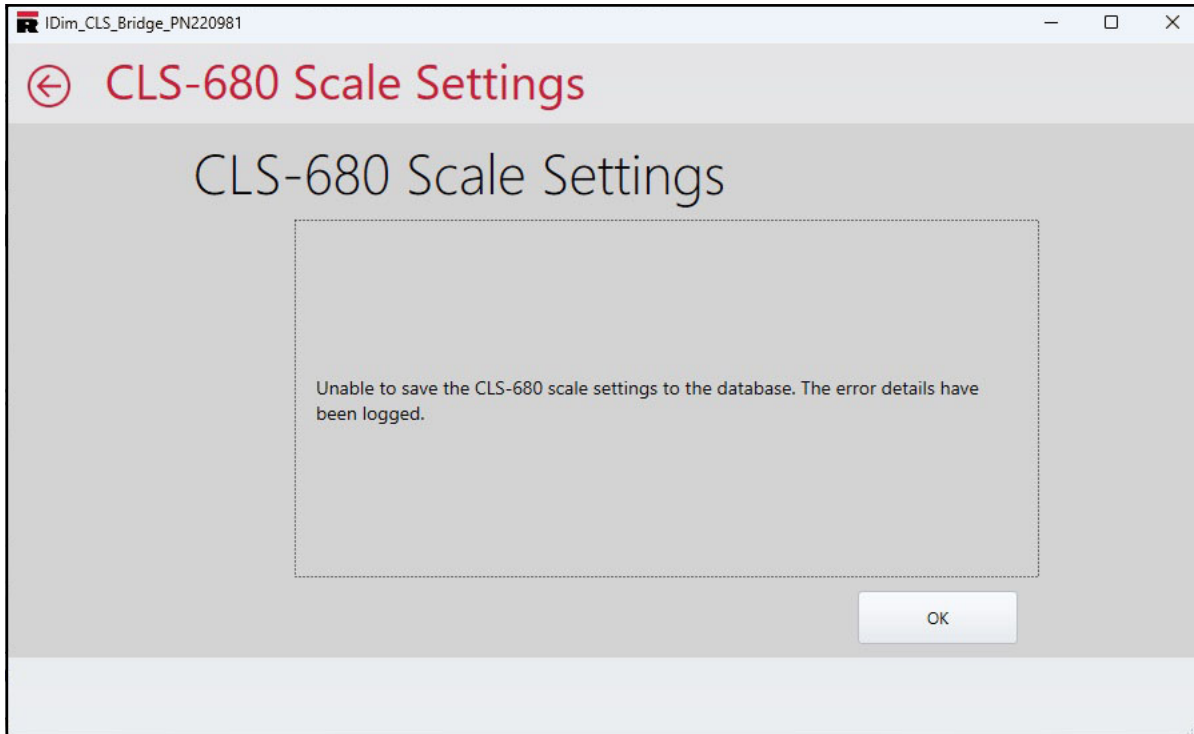 IDim_CLS_Bridge_PN220981
CLS-680 Scale Settings
CLS-680 Scale Settings
Unable to save the CLS-680 scale settings to the database. The error details have
been logged.
OK